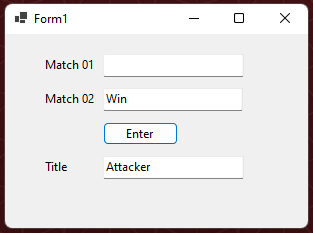 Form1
Match 01
Match 02 Win
Enter
Title Attacker